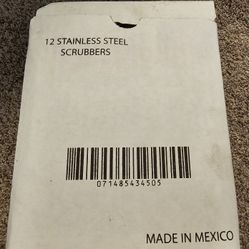 12 STAINLESS STEEL
SCRUBBERS
071485434505
MADE IN MEXICO